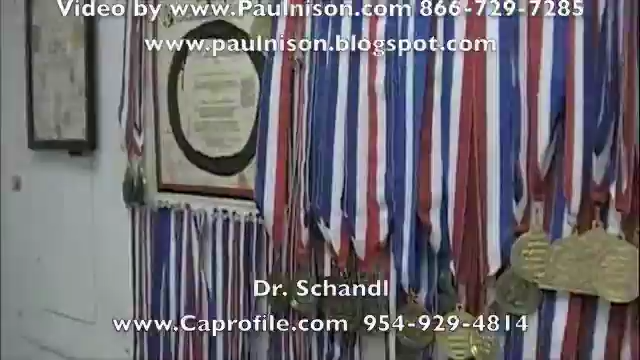 Video by www.Paulnison.com 866-729-7285
www.paulnison.blogspot.com
Dr. Schandl
www.Caprofile.com 954-929-4814